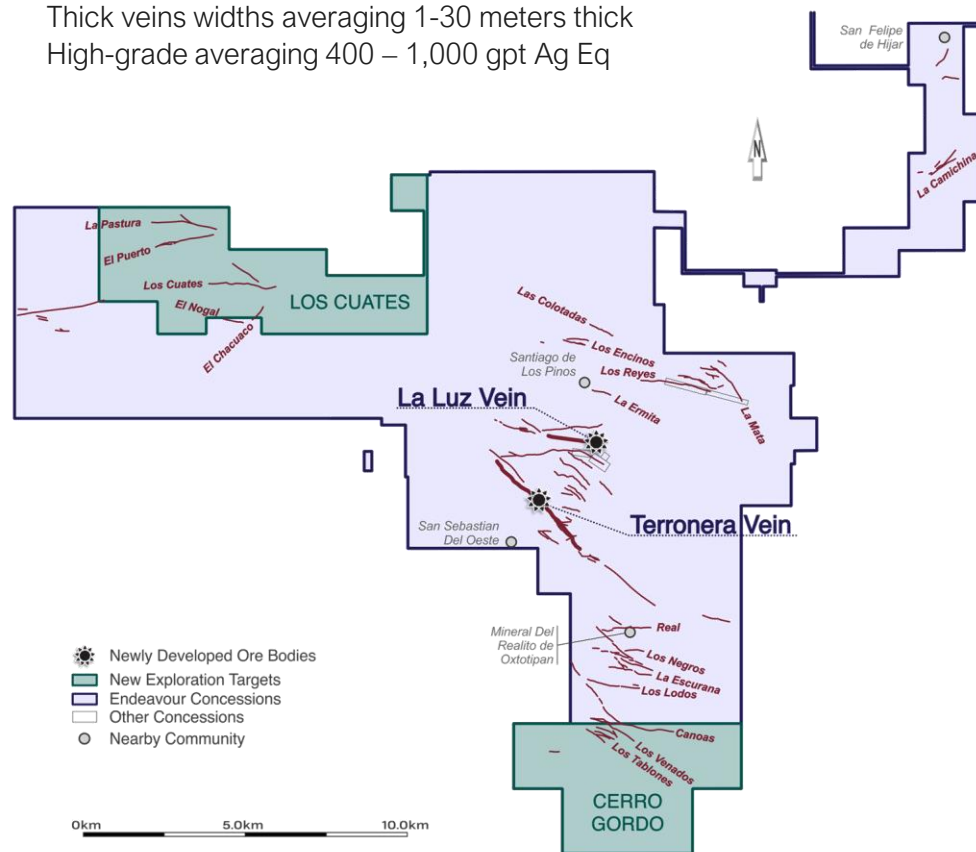 Thick veins widths averaging 1-30 meters thick
High-grade averaging 400 – 1,000 gpt Ag Eq
San Felipe
de Hijar
N
La Camichina
La Pastura
El Puerto
Los Cuates
LOS CUATES
El Nogal
El Chacuaco
Las Colotadas
Los Encinos
Santiago de
Los Pinos
Los Reyes
La Ermita
La Mata
La Luz Vein
Terronera Vein
San Sebastian
Del Oeste
Mineral Del
Realito de
Oxtotipan
Real
Los Negros
La Escurana
Los Lodos
Canoas
Los Venados
Los Tablones
CERRO
GORDO
Newly Developed Ore Bodies
New Exploration Targets
Endeavour Concessions
Other Concessions
Nearby Community
0km 5.0km 10.0km